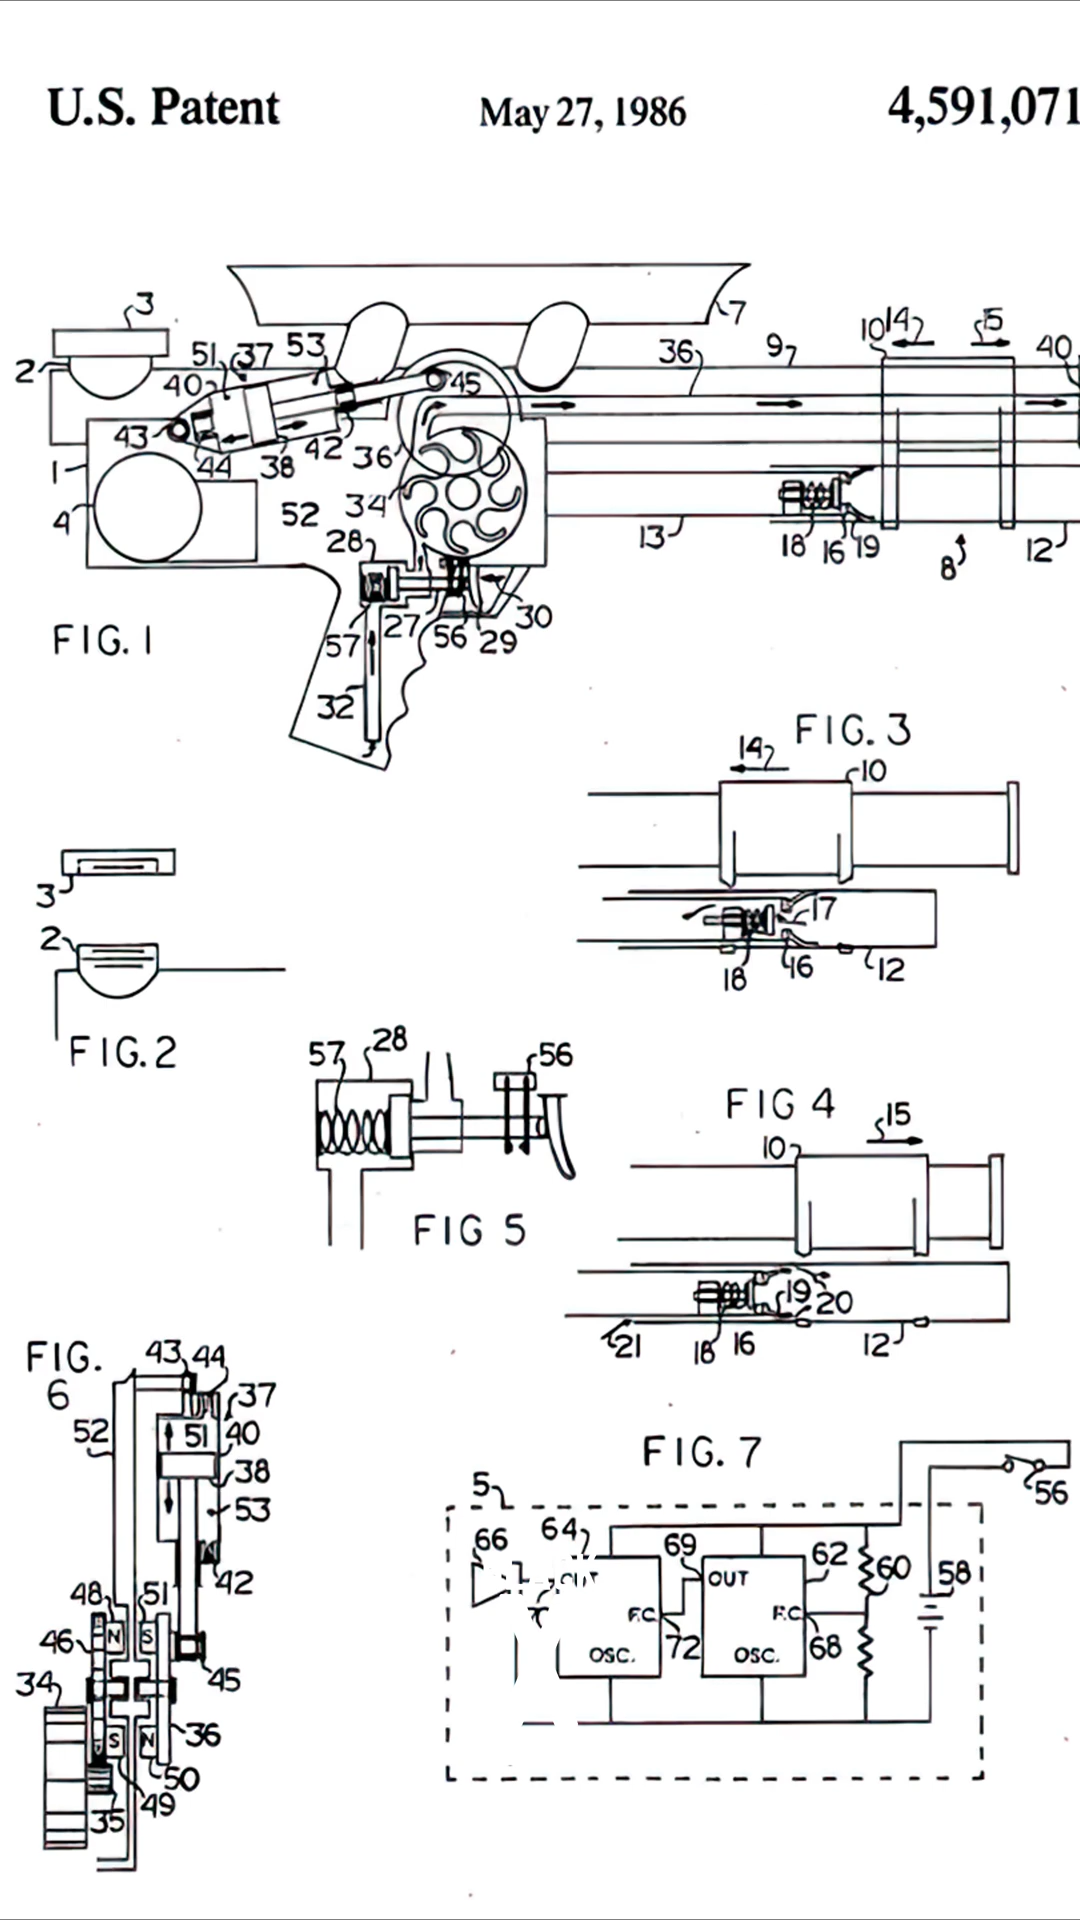 U.S. Patent May 27, 1986 4,591,071
3
7
14 15
10
36 9 40
53
51 37
2
40 45
43
44 38 42 36
1
34
4 52
28
13 18 16 19 8 12
30
57 27 56 29
FIG. 1
32
FIG. 3
14
10
3
17
2
18 16 12
FIG. 2
57 28 56
FIG 4
15
10
FIG 5
19 20
21 18 16 12
FIG. 6
43 44
37
52 51 40
38
53
42
48 51
46 N S
45
34
S N 36
50
35 49
FIG. 7
5 56
66 64 69 62
OUT 60 58
F.C. F.C.
72 68
OSC. OSC.